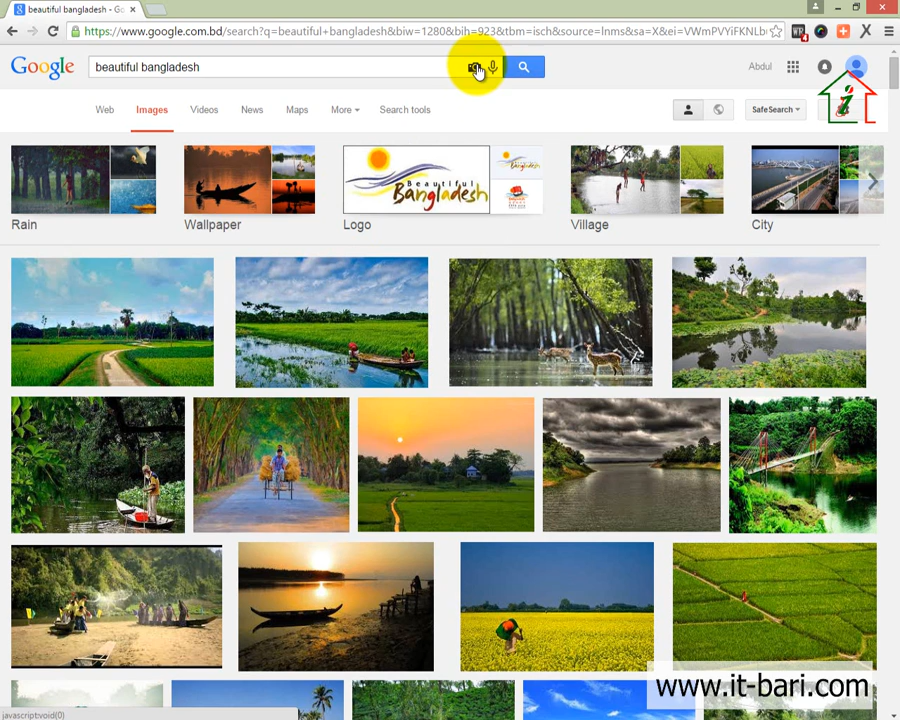 beautiful bangladesh - Go
https://www.google.com.bd/search?q=beautiful+bangladesh&biw=1280&bih=923&tbm=isch&source=lnms&sa=X&ei=VWmPVYiFKNLb
Google
beautiful bangladesh
Abdul
Web Images Videos News Maps More Search tools
SafeSearch
Beautiful
Bangladesh
Rain Wallpaper Logo Village City
www.it-bari.com
javascript:void(0)